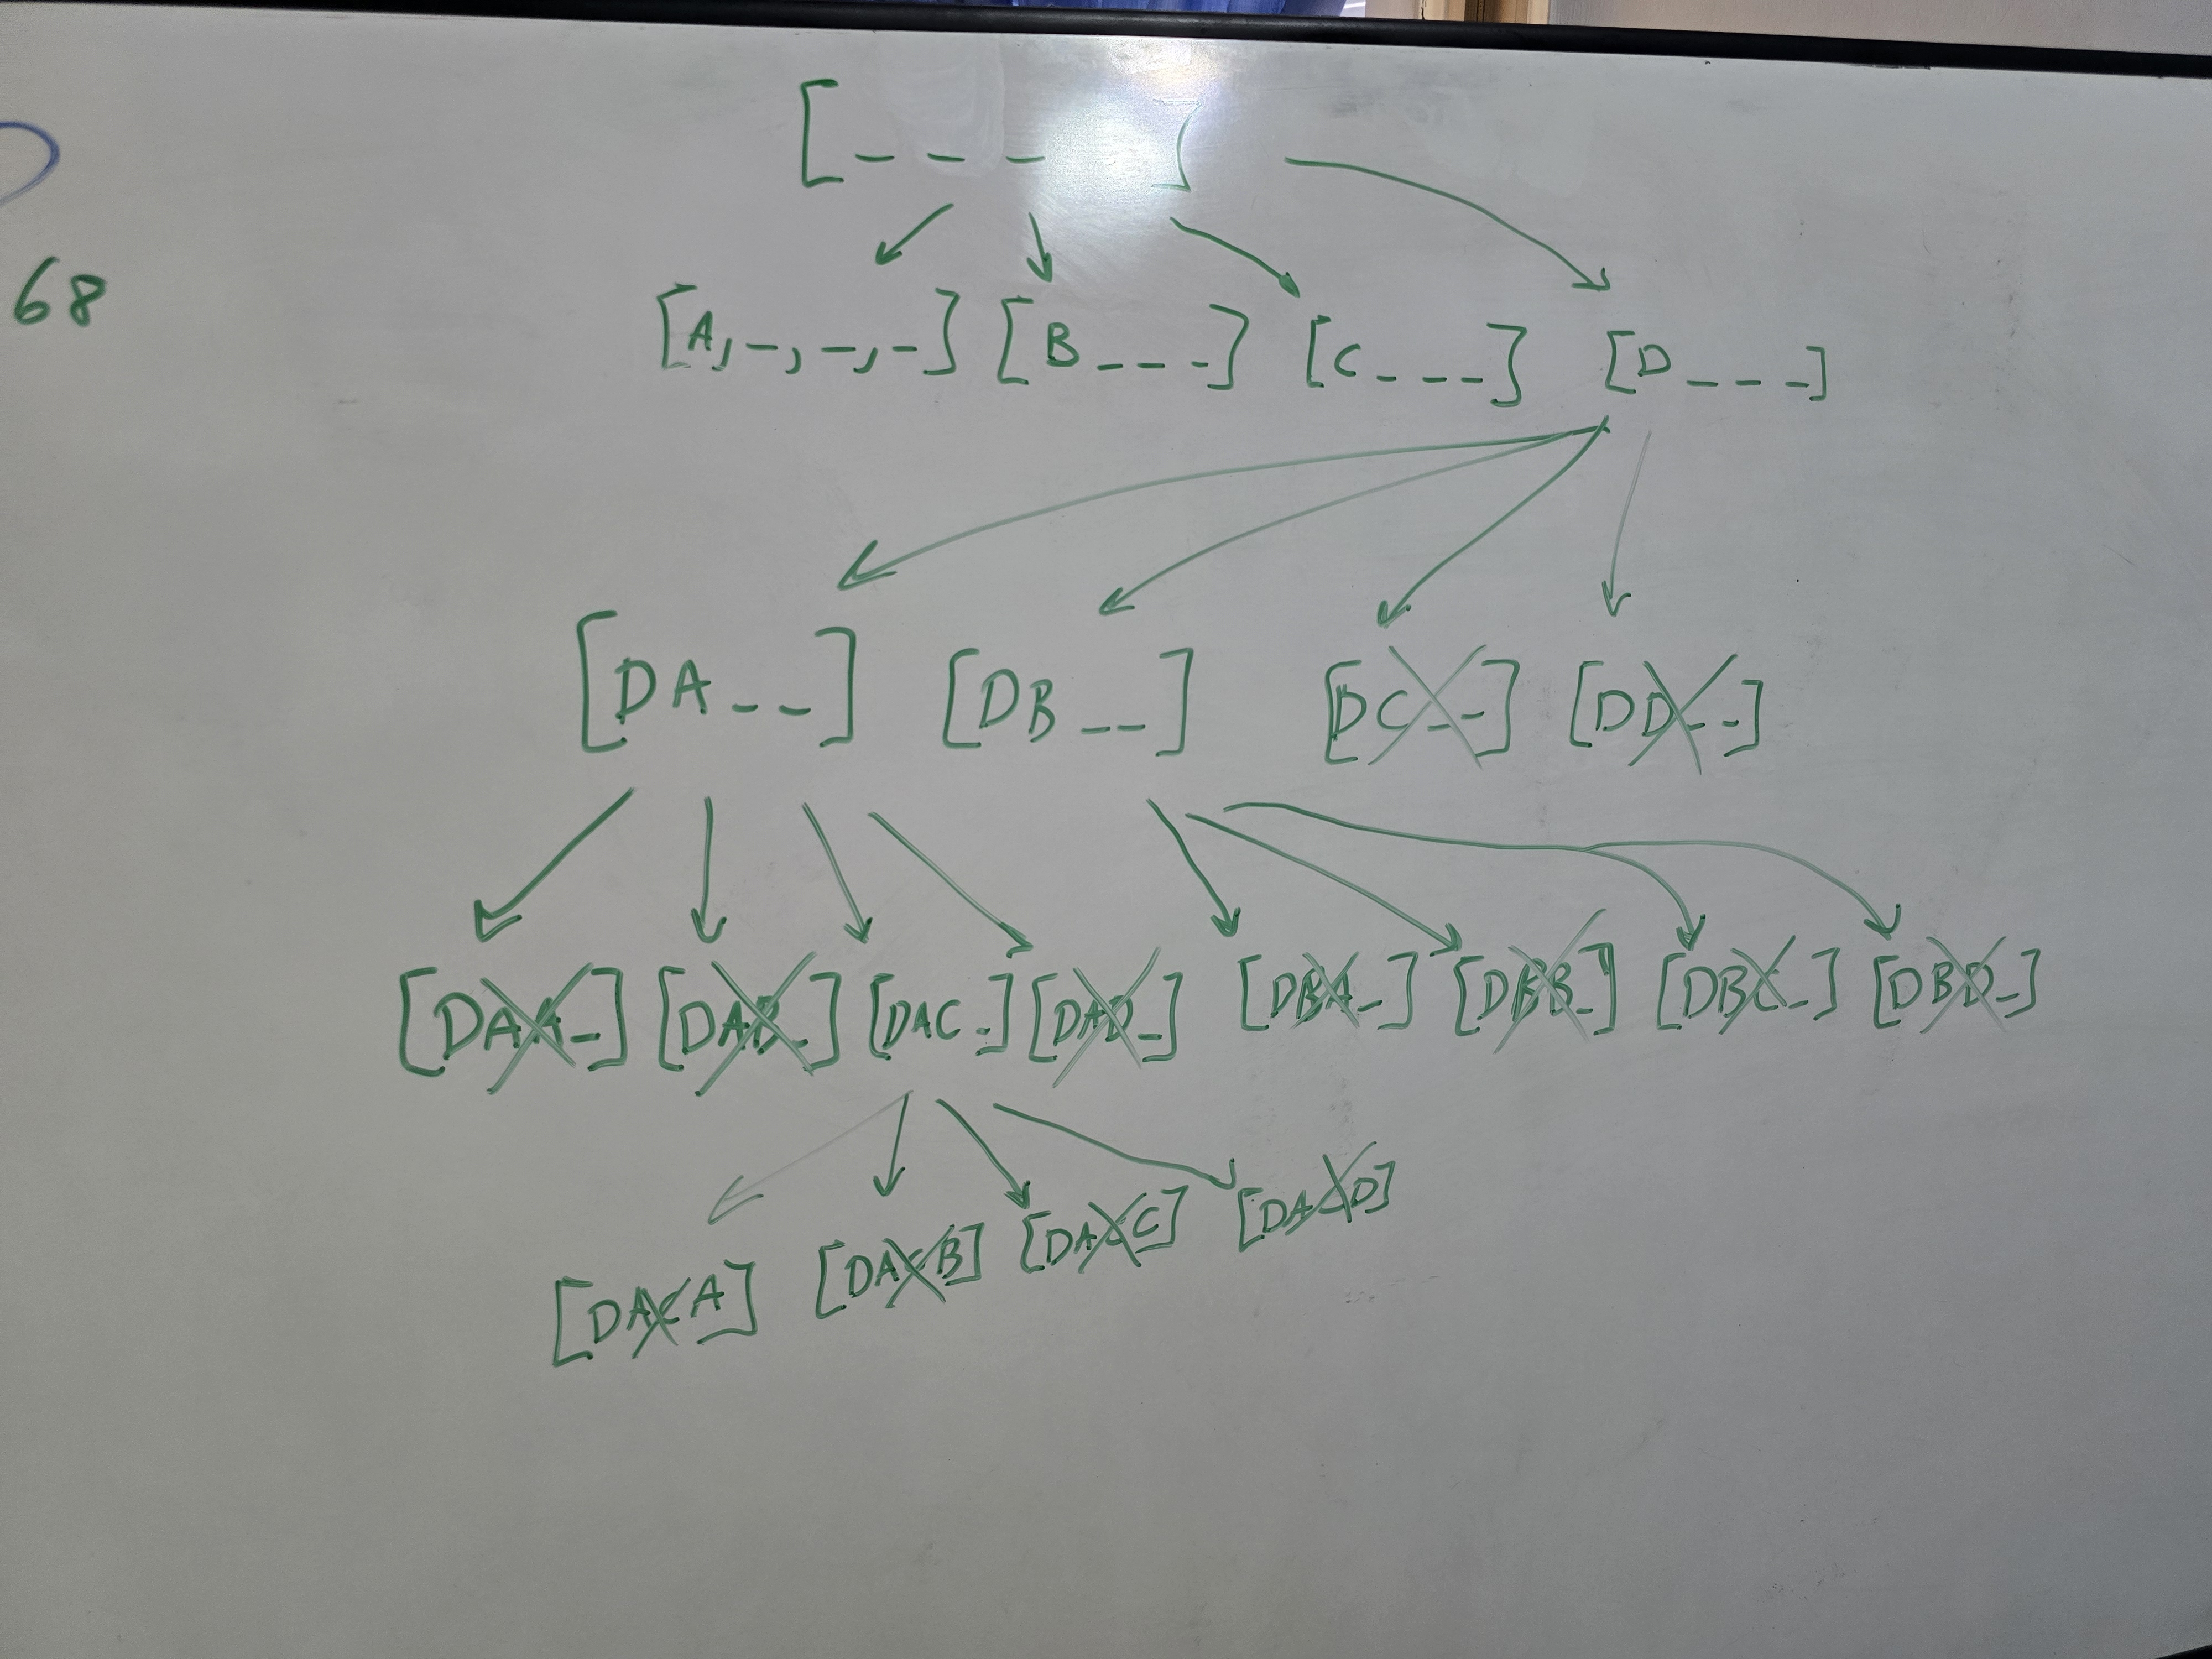 [_ _ _ ]
68
[A, _, _, _] [B _ _ _] [C _ _ _] [D _ _ _]
[DA _ _] [DB _ _] [DC _ _] [DD _ _]
[DAA _] [DAB _] [DAC _] [DAD _] [DBA _] [DBB _] [DBC _] [DBD _]
[DACA] [DACB] [DACC] [DACD]